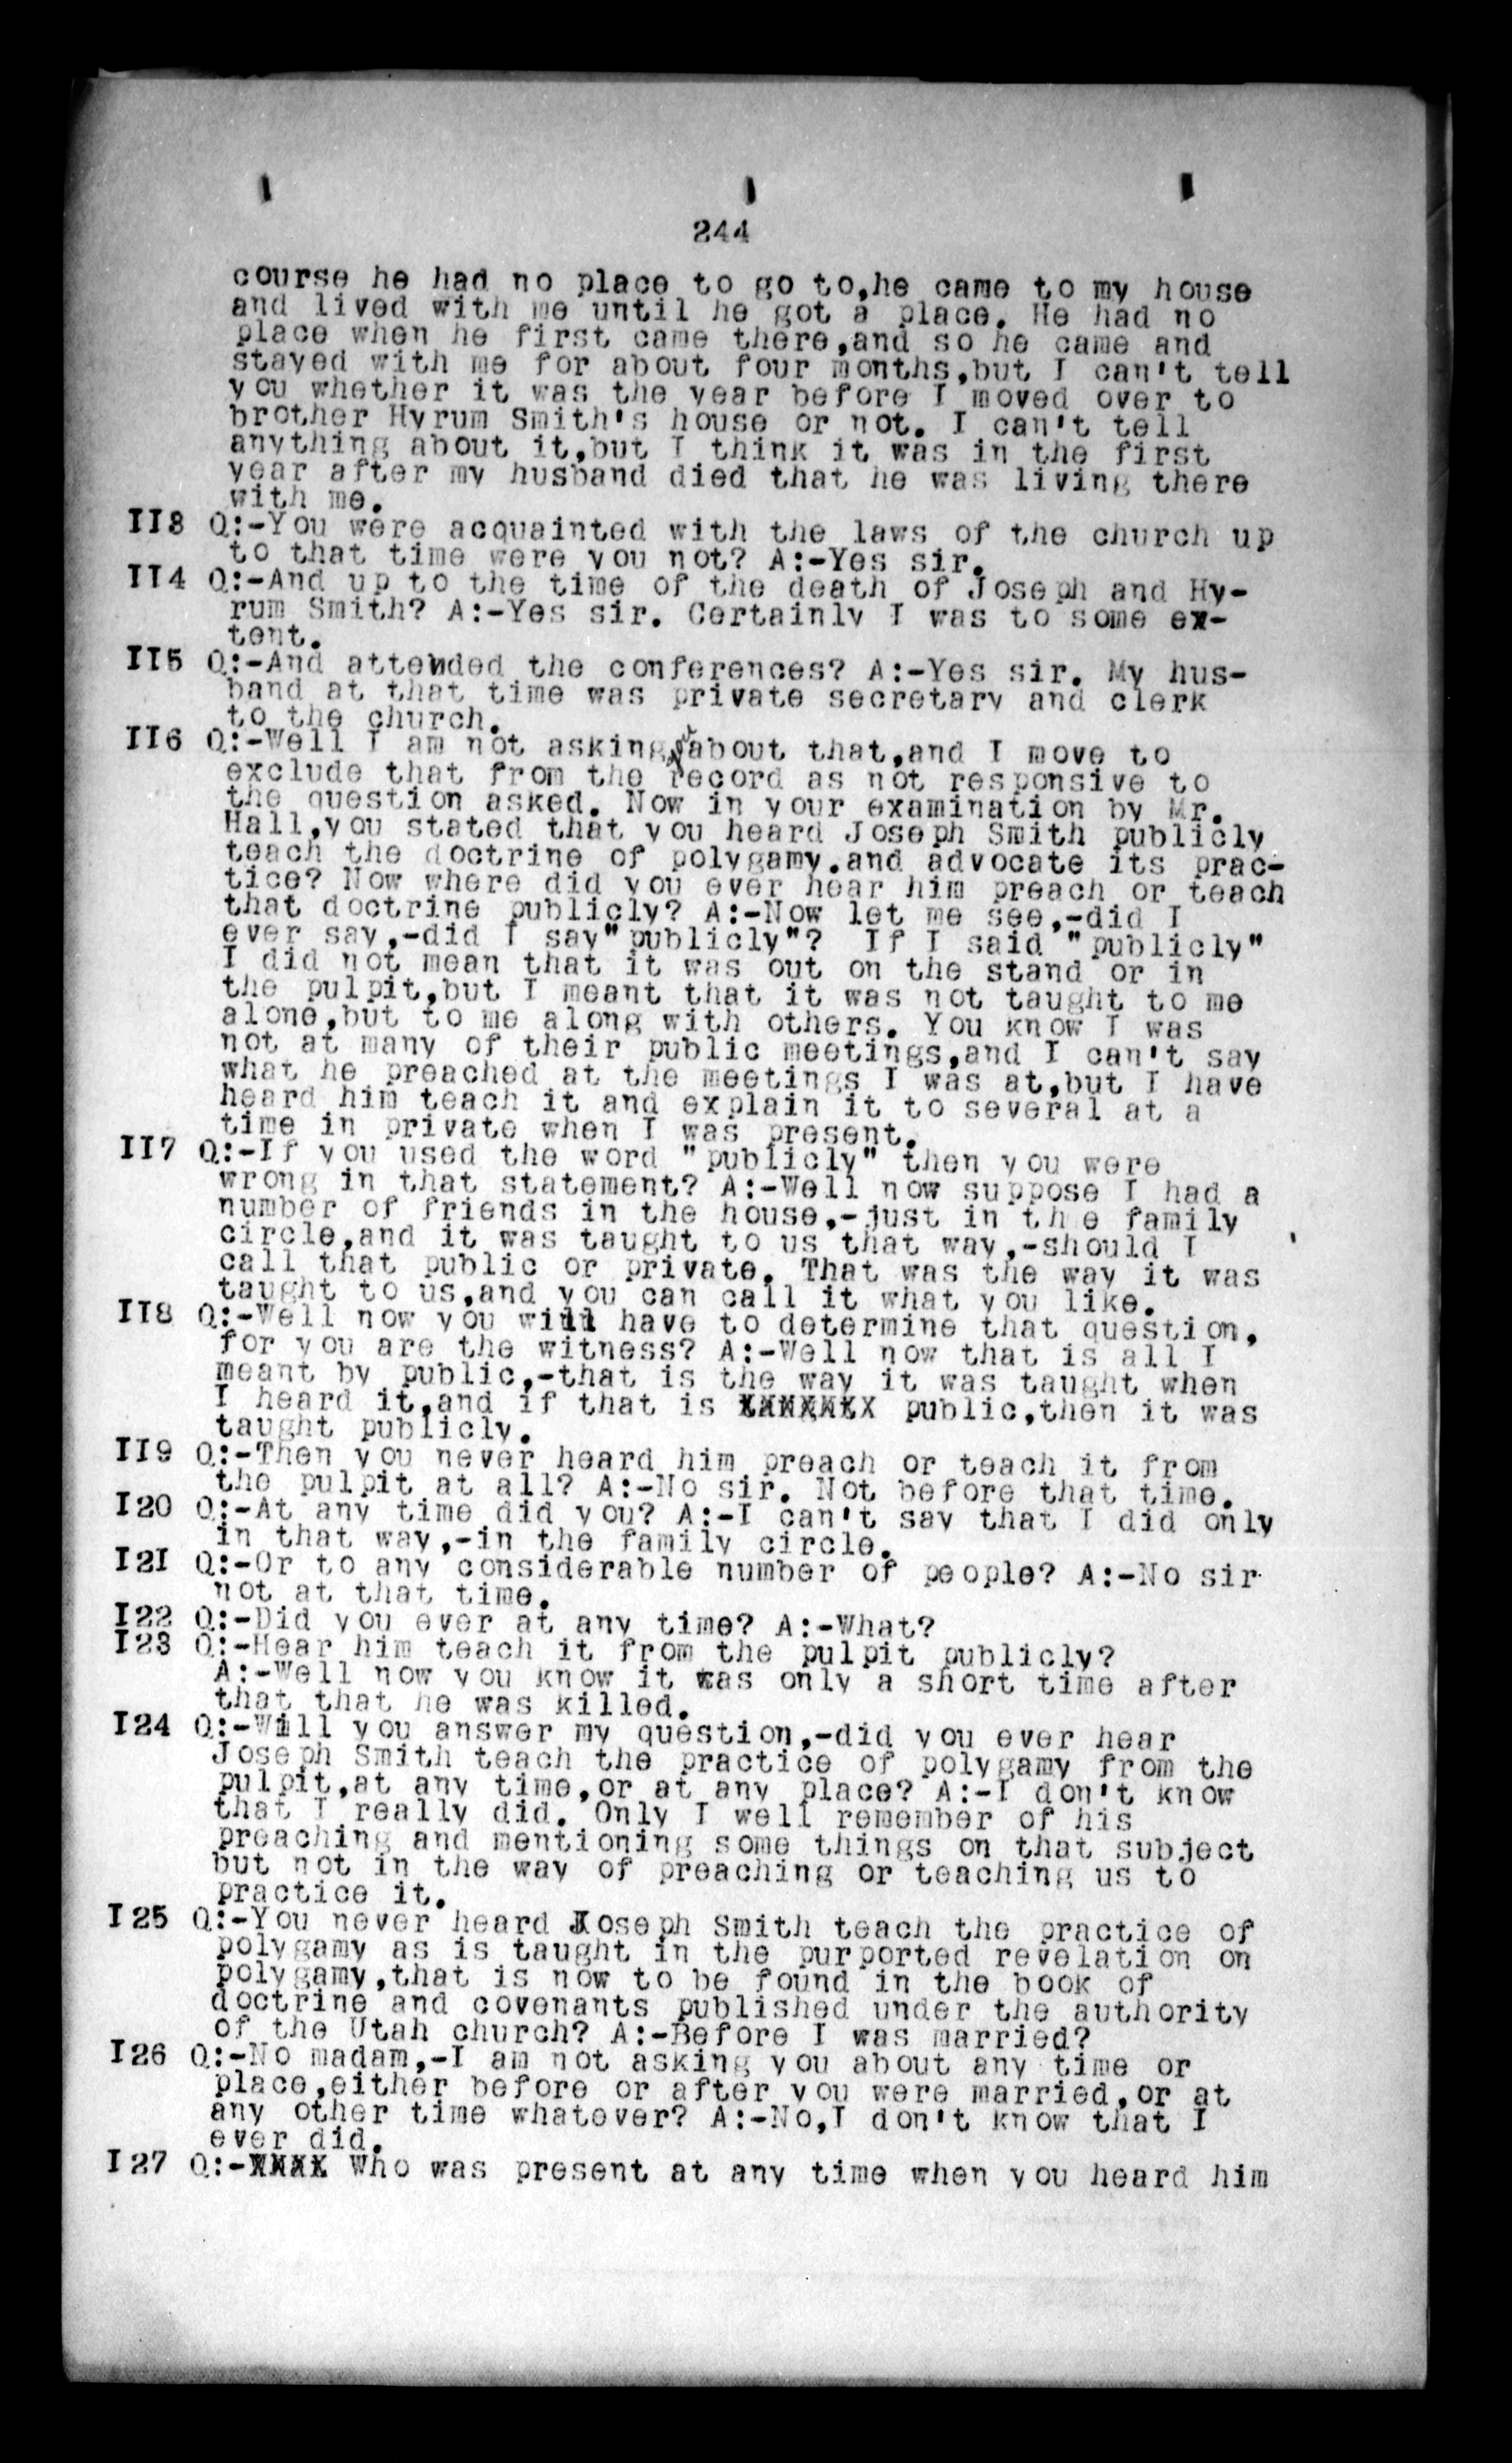 244
course he had no place to go to,he came to my house
and lived with me until he got a place. He had no
place when he first came there,and so he came and
stayed with me for about four months,but I can't tell
you whether it was the year before I moved over to
brother Hyrum Smith's house or not. I can't tell
anything about it,but I think it was in the first
year after my husband died that he was living there
with me.
II3 Q:-You were acquainted with the laws of the church up
to that time were you not? A:-Yes sir.
II4 Q:-And up to the time of the death of Joseph and Hy-
rum Smith? A:-Yes sir. Certainly I was to some ex-
tent.
II5 Q:-And attended the conferences? A:-Yes sir. My hus-
band at that time was private secretary and clerk
to the church.
II6 Q:-Well I am not asking about that,and I move to
exclude that from the record as not responsive to
the question asked. Now in your examination by Mr.
Hall,you stated that you heard Joseph Smith publicly
teach the doctrine of polygamy.and advocate its prac-
tice? Now where did you ever hear him preach or teach
that doctrine publicly? A:-Now let me see,-did I
ever say,-did I say"publicly"? If I said "publicly"
I did not mean that it was out on the stand or in
the pulpit,but I meant that it was not taught to me
alone,but to me along with others. You know I was
not at many of their public meetings,and I can't say
what he preached at the meetings I was at,but I have
heard him teach it and explain it to several at a
time in private when I was present.
II7 Q:-If you used the word "publicly" then you were
wrong in that statement? A:-Well now suppose I had a
number of friends in the house,-just in the family
circle,and it was taught to us that way,-should I
call that public or private. That was the way it was
taught to us,and you can call it what you like.
II8 Q:-Well now you will have to determine that question,
for you are the witness? A:-Well now that is all I
meant by public,-that is the way it was taught when
I heard it,and if that is XXXXXXX public,then it was
taught publicly.
II9 Q:-Then you never heard him preach or teach it from
the pulpit at all? A:-No sir. Not before that time.
I20 Q:-At any time did you? A:-I can't say that I did only
in that way,-in the family circle.
I2I Q:-Or to any considerable number of people? A:-No sir
not at that time.
I22 Q:-Did you ever at any time? A:-What?
I23 Q:-Hear him teach it from the pulpit publicly?
A:-Well now you know it was only a short time after
that that he was killed.
I24 Q:-Will you answer my question,-did you ever hear
Joseph Smith teach the practice of polygamy from the
pulpit,at any time,or at any place? A:-I don't know
that I really did. Only I well remember of his
preaching and mentioning some things on that subject
but not in the way of preaching or teaching us to
practice it.
I25 Q:-You never heard Joseph Smith teach the practice of
polygamy as is taught in the purported revelation on
polygamy,that is now to be found in the book of
doctrine and covenants published under the authority
of the Utah church? A:-Before I was married?
I26 Q:-No madam,-I am not asking you about any time or
place,either before or after you were married,or at
any other time whatever? A:-No,I don't know that I
ever did.
I27 Q:-XXXX Who was present at any time when you heard him